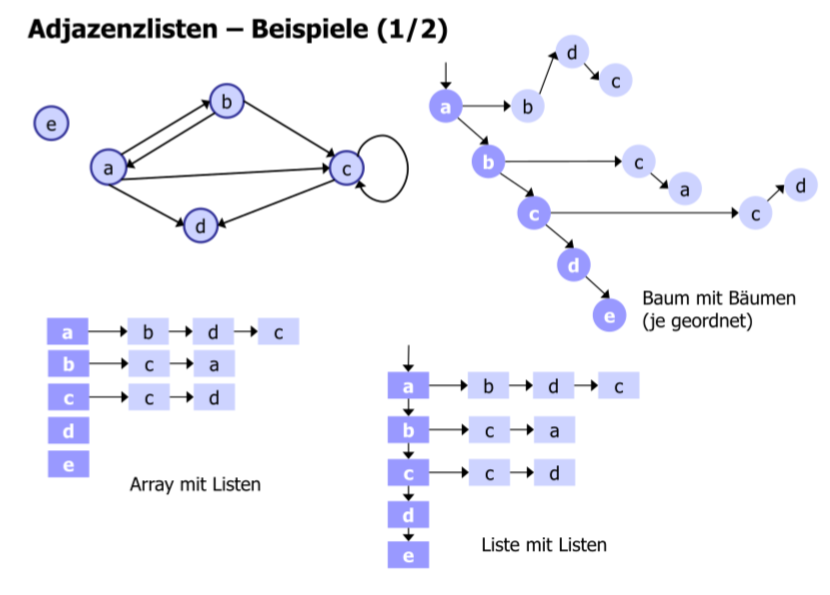 Adjazenzlisten – Beispiele (1/2)
e
b
a
c
d
a
b
d
c
b
c
a
c
c
d
d
e
Baum mit Bäumen
(je geordnet)
a b d c
b c a
c c d
d
e
Array mit Listen
a b d c
b c a
c c d
d
e
Liste mit Listen